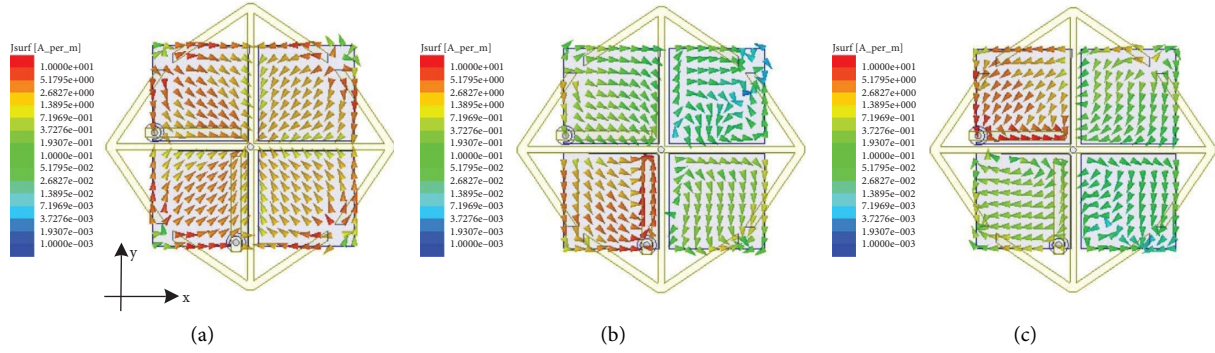 Jsurf [A_per_m]
1.0000e+001
5.1795e+000
2.6827e+000
1.3895e+000
7.1969e-001
3.7276e-001
1.9307e-001
1.0000e-001
5.1795e-002
2.6827e-002
1.3895e-002
7.1969e-003
3.7276e-003
1.9307e-003
1.0000e-003
y
x
(a)
Jsurf [A_per_m]
1.0000e+001
5.1795e+000
2.6827e+000
1.3895e+000
7.1969e-001
3.7276e-001
1.9307e-001
1.0000e-001
5.1795e-002
2.6827e-002
1.3895e-002
7.1969e-003
3.7276e-003
1.9307e-003
1.0000e-003
(b)
Jsurf [A_per_m]
1.0000e+001
5.1795e+000
2.6827e+000
1.3895e+000
7.1969e-001
3.7276e-001
1.9307e-001
1.0000e-001
5.1795e-002
2.6827e-002
1.3895e-002
7.1969e-003
3.7276e-003
1.9307e-003
1.0000e-003
(c)